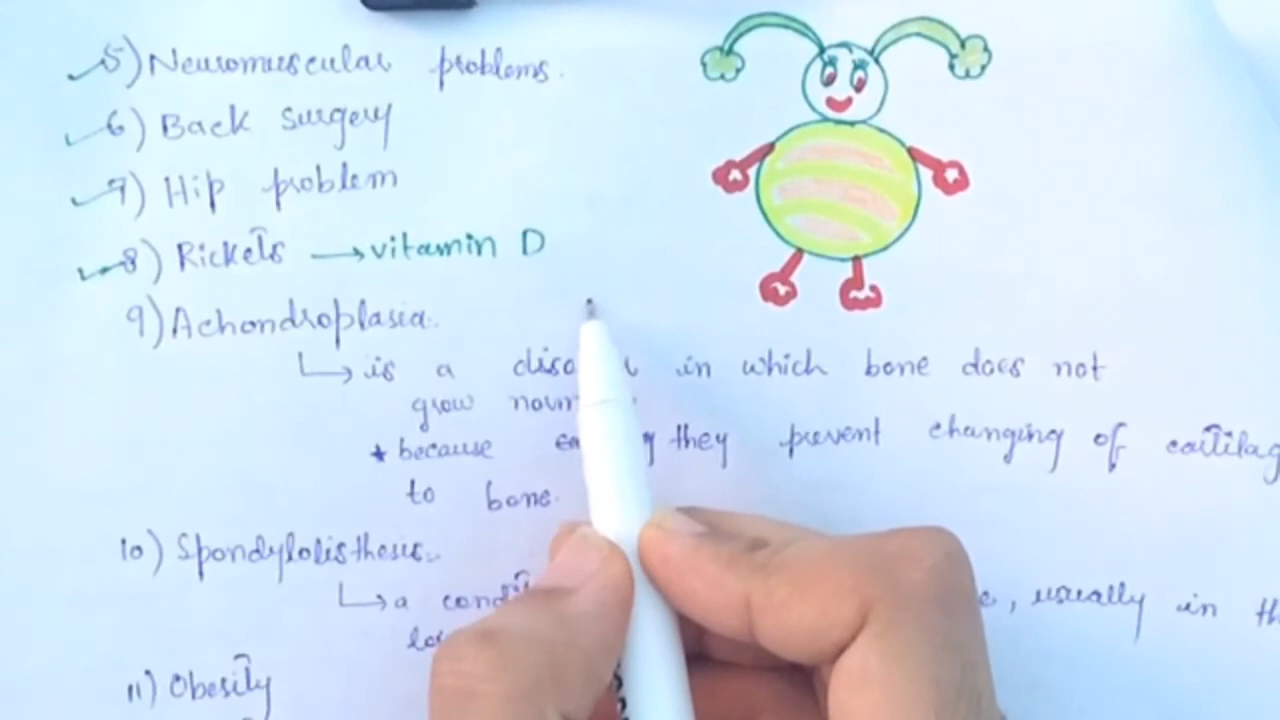 5) Neuromuscular problems.
6) Back surgery
7) Hip problem
8) Rickets → vitamin D
9) Achondroplasia.
↳ is a in which bone does not
grow
* because they prevent changing of
to bone.
10) Spondylolisthesis.
↳ a usually in
11) Obesity